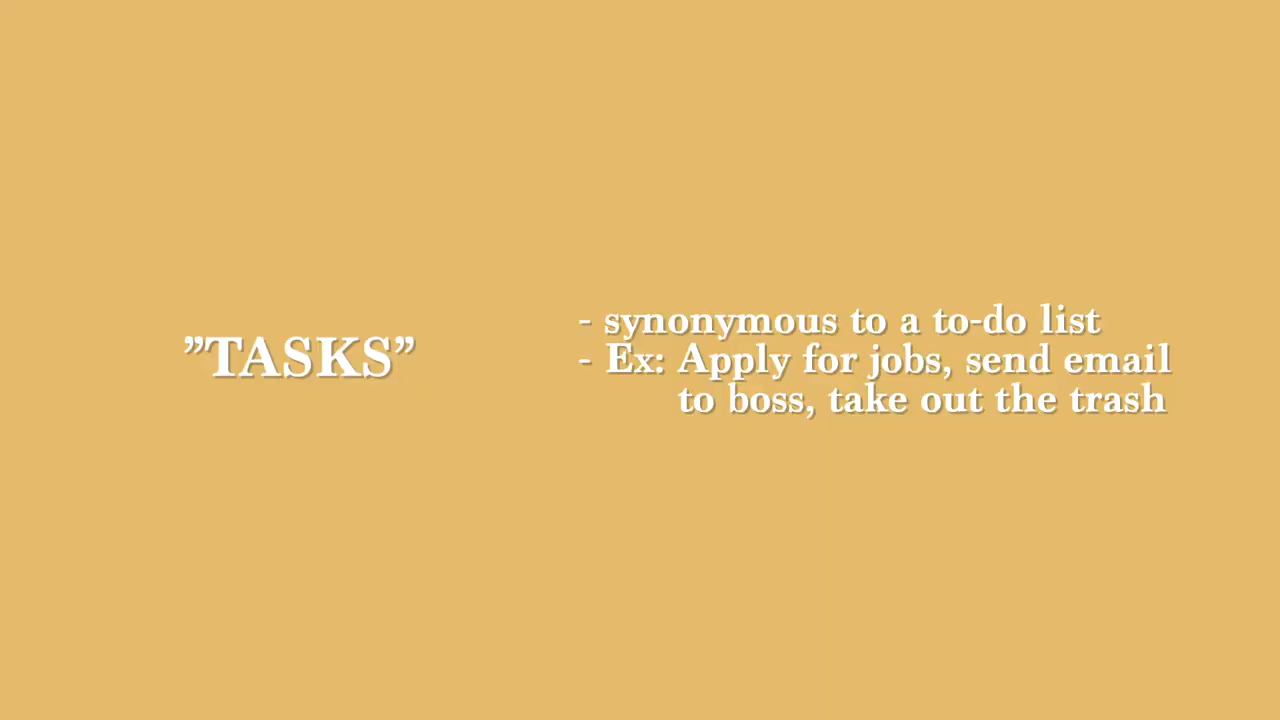 ”TASKS”
- synonymous to a to-do list
- Ex: Apply for jobs, send email
to boss, take out the trash